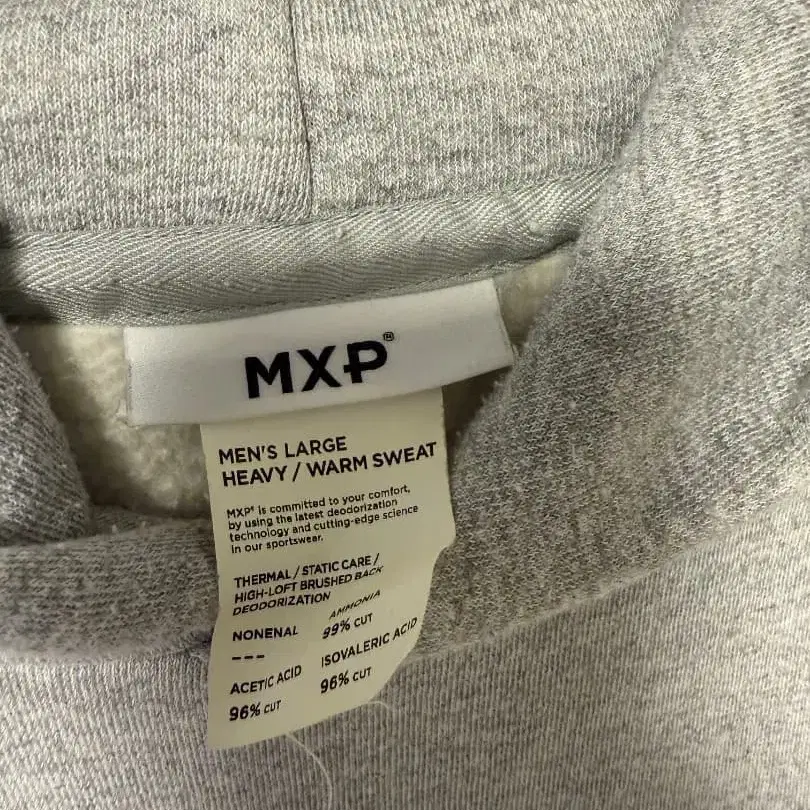 MXP®
MEN'S LARGE
HEAVY / WARM SWEAT
MXP® is committed to your comfort,
by using the latest deodorization
technology and cutting-edge science
in our sportswear.
THERMAL / STATIC CARE /
HIGH-LOFT BRUSHED BACK
DEODORIZATION
NONENAL AMMONIA
--- 99% CUT
ACETIC ACID ISOVALERIC ACID
96% CUT 96% CUT